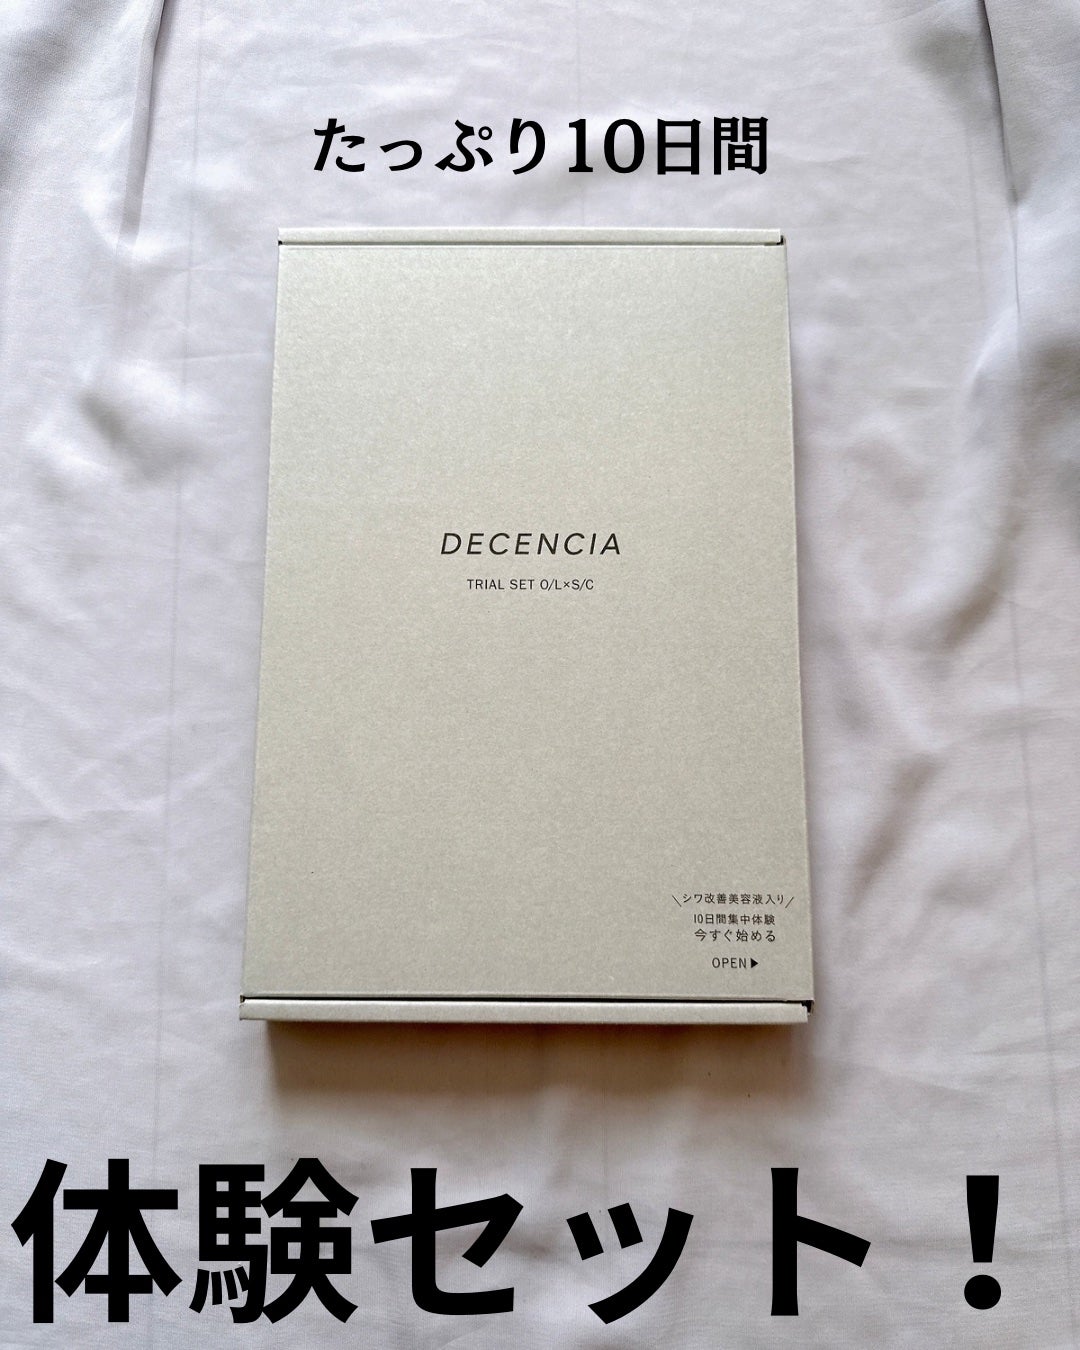 たっぷり10日間
DECENCIA
TRIAL SET O/L×S/C
＼シワ改善美容液入り／
10日間集中体験
今すぐ始める
OPEN▶
体験セット！